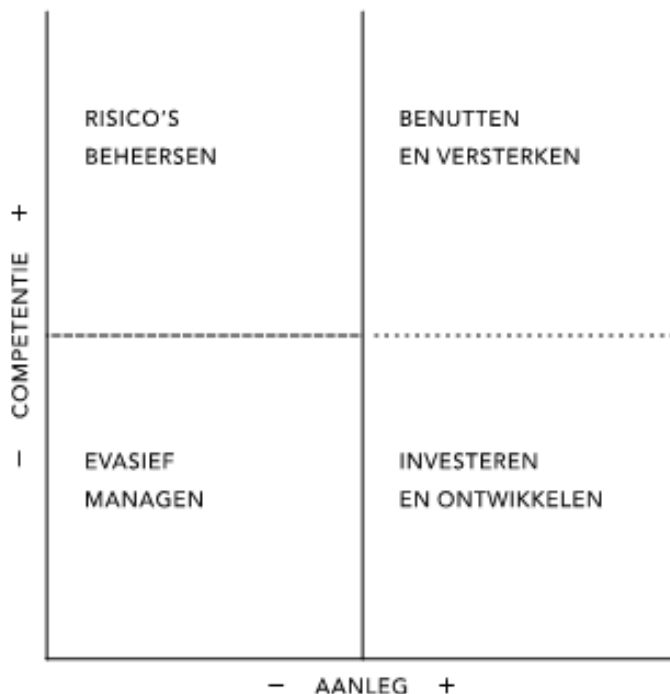 RISICO'S
BEHEERSEN
BENUTTEN
EN VERSTERKEN
– COMPETENTIE +
EVASIEF
MANAGEN
INVESTEREN
EN ONTWIKKELEN
– AANLEG +